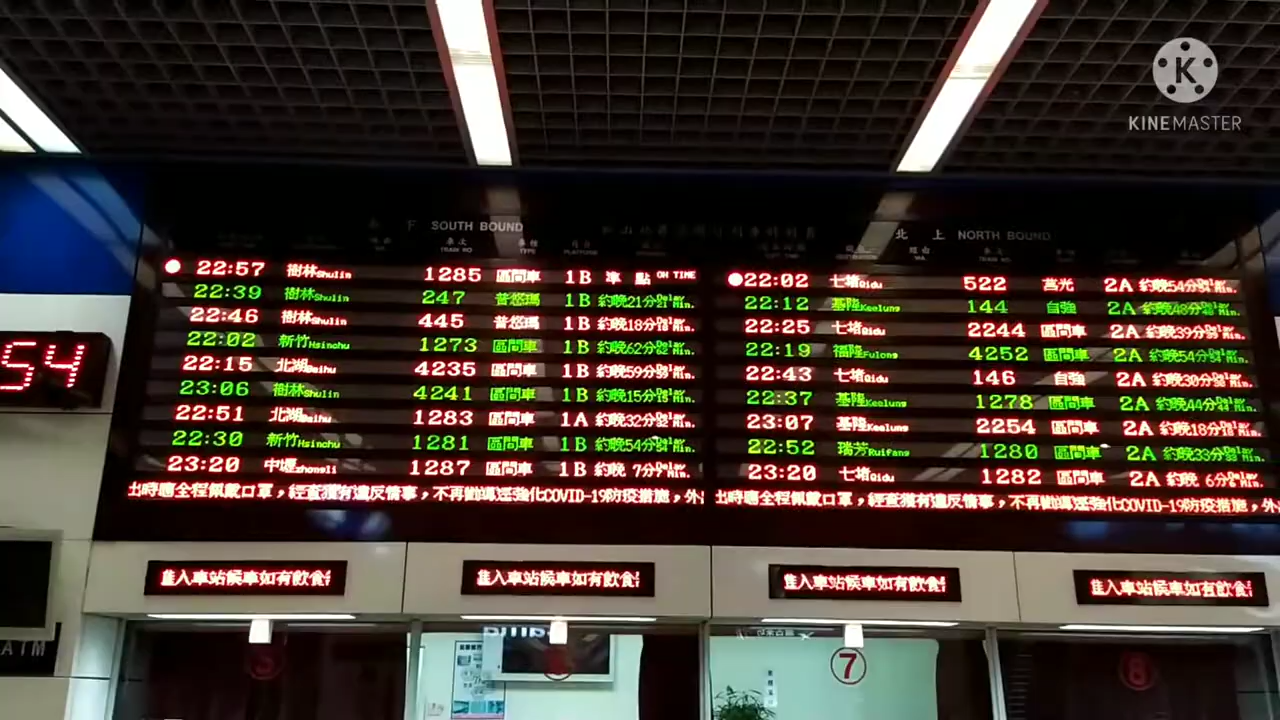 KINEMASTER
下 SOUTH BOUND
北 上 NORTH BOUND
車次 車種 月台
TRAIN NO TYPE PLATFORM
22:57 樹林Shulin 1285 區間車 1B 準 點 ON TIME
22:39 樹林Shulin 247 普悠瑪 1B 約晚21分
22:46 樹林Shulin 445 普悠瑪 1B 約晚18分
22:02 新竹Hsinchu 1273 區間車 1B 約晚62分
22:15 北湖Beihu 4235 區間車 1B 約晚59分
23:06 樹林Shulin 4241 區間車 1B 約晚15分
22:51 北湖Beihu 1283 區間車 1A 約晚32分
22:30 新竹Hsinchu 1281 區間車 1B 約晚54分
23:20 中壢Zhongli 1287 區間車 1B 約晚 7分
22:02 七堵Qidu 522 莒光 2A 約晚54分
22:12 基隆Keelung 144 自強 2A 約晚48分
22:25 七堵Qidu 2244 區間車 2A 約晚39分
22:19 福隆Fulong 4252 區間車 2A 約晚54分
22:43 七堵Qidu 146 自強 2A 約晚30分
22:37 基隆Keelung 1278 區間車 2A 約晚44分
23:07 基隆Keelung 2254 區間車 2A 約晚18分
22:52 瑞芳Ruifang 1280 區間車 2A 約晚33分
23:20 七堵Qidu 1282 區間車 2A 約晚 6分
出時應全程佩戴口罩，經查獲有違反情事，不再勸導逕強化COVID-19防疫措施，外
出時應全程佩戴口罩，經查獲有違反情事，不再勸導逕強化COVID-19防疫措施，外
54
進入車站候車如有飲食
進入車站候車如有飲食
進入車站候車如有飲食
進入車站候車如有飲食
ATM
7
8